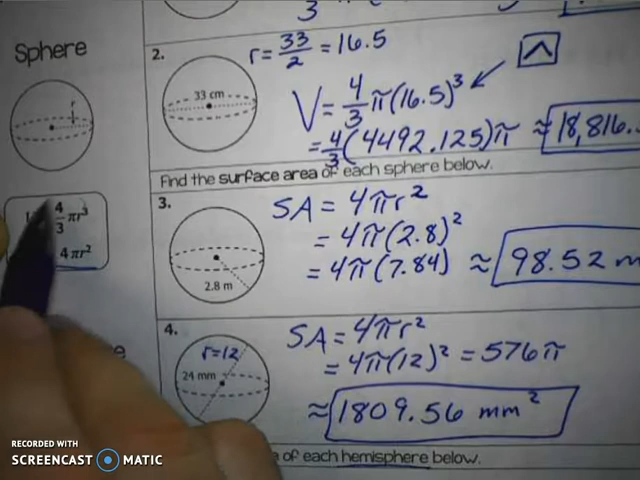 Sphere
r
4/3 πr³
4πr²
3
2.
33 cm
r = 33/2 = 16.5
V = 4/3 π(16.5)³
= 4/3 (4492.125)π ≈ 18,816.
Find the surface area of each sphere below.
3.
2.8 m
SA = 4πr²
= 4π(2.8)²
= 4π(7.84) ≈ 98.52 m
4.
r=12
24 mm
SA = 4πr²
= 4π(12)² = 576π
≈ 1809.56 mm²
of each hemisphere below.
RECORDED WITH
SCREENCAST MATIC